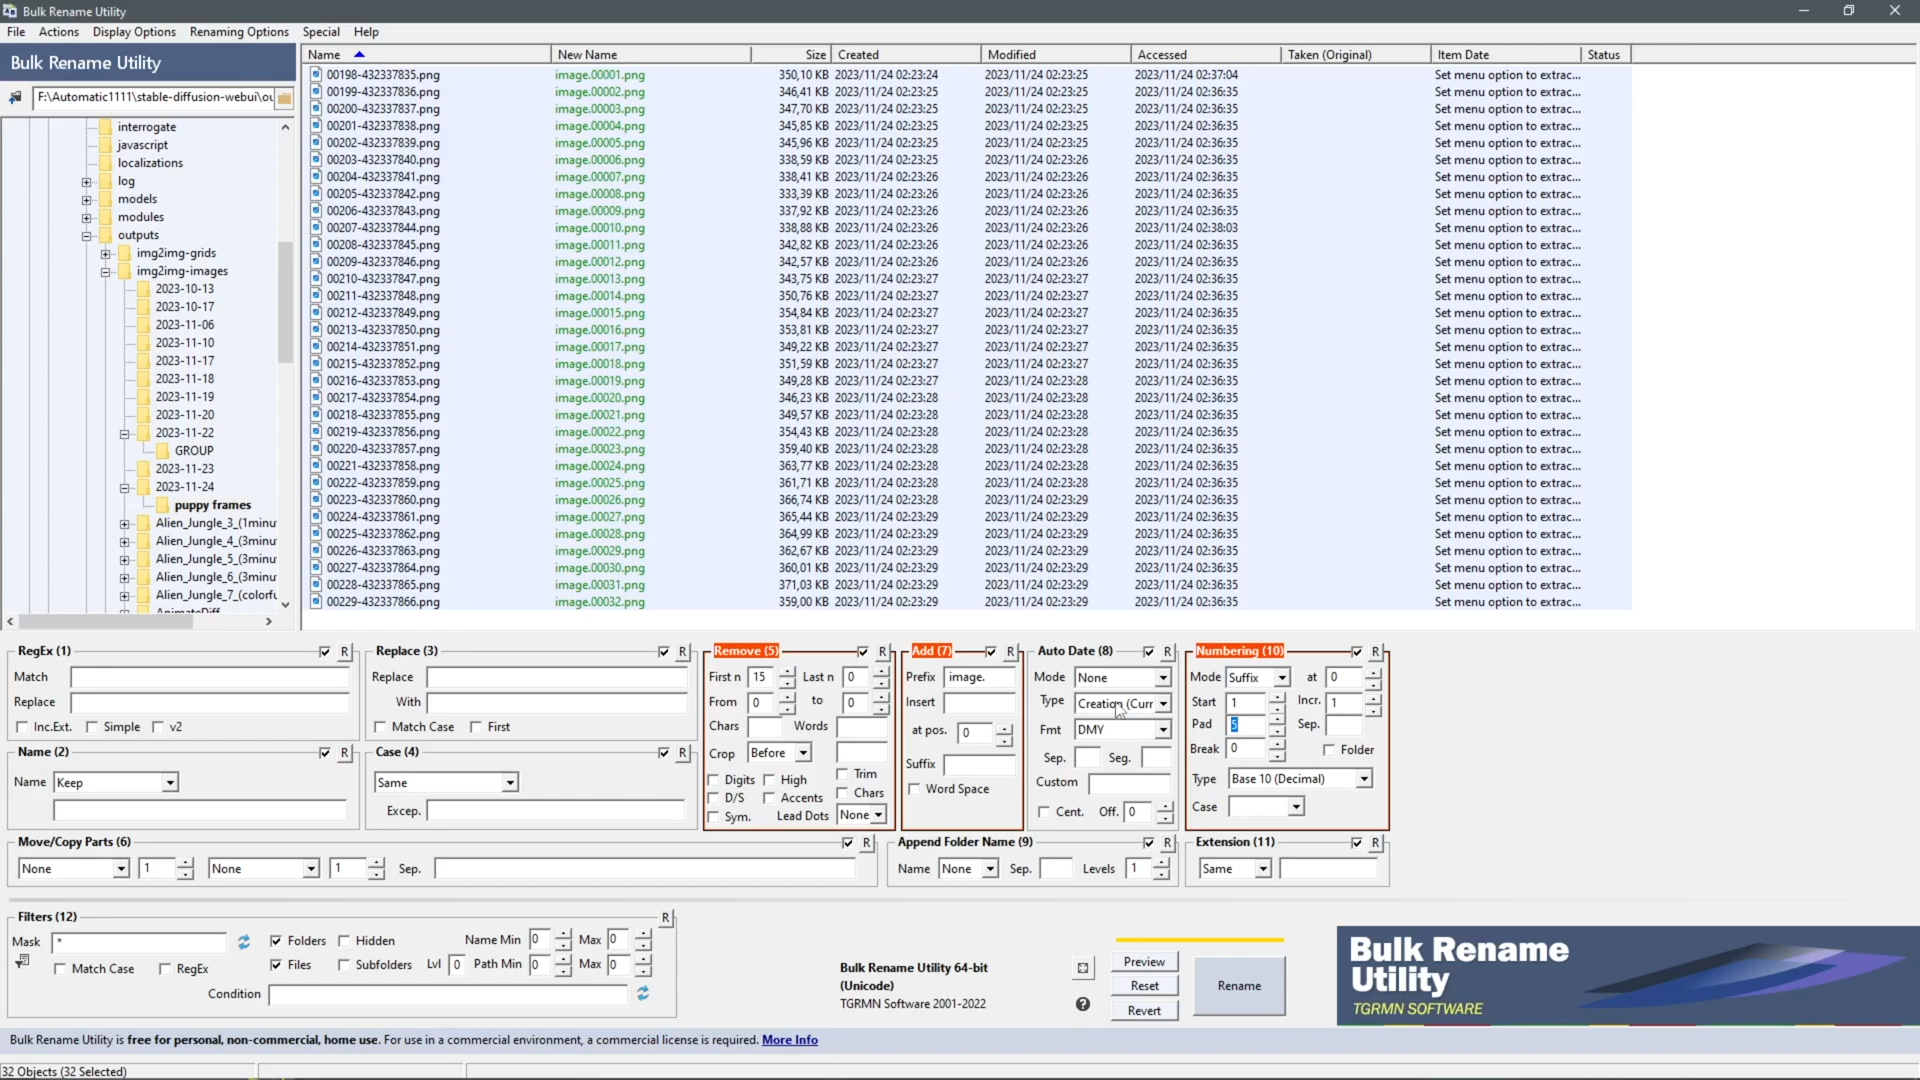 Bulk Rename Utility
File Actions Display Options Renaming Options Special Help
Bulk Rename Utility
F:\Automatic1111\stable-diffusion-webui\ou
interrogate
javascript
localizations
log
models
modules
outputs
img2img-grids
img2img-images
2023-10-13
2023-10-17
2023-11-06
2023-11-10
2023-11-17
2023-11-18
2023-11-19
2023-11-20
2023-11-22
GROUP
2023-11-23
2023-11-24
puppy frames
Alien_Jungle_3_(1minu
Alien_Jungle_4_(3minu
Alien_Jungle_5_(3minu
Alien_Jungle_6_(3minu
Alien_Jungle_7_(colorfu
AnimateDiff
Name New Name Size Created Modified Accessed Taken (Original) Item Date Status
00198-432337835.png image.00001.png 350,10 KB 2023/11/24 02:23:24 2023/11/24 02:23:25 2023/11/24 02:37:04 Set menu option to extrac...
00199-432337836.png image.00002.png 346,41 KB 2023/11/24 02:23:25 2023/11/24 02:23:25 2023/11/24 02:36:35 Set menu option to extrac...
00200-432337837.png image.00003.png 347,70 KB 2023/11/24 02:23:25 2023/11/24 02:23:25 2023/11/24 02:36:35 Set menu option to extrac...
00201-432337838.png image.00004.png 345,85 KB 2023/11/24 02:23:25 2023/11/24 02:23:25 2023/11/24 02:36:35 Set menu option to extrac...
00202-432337839.png image.00005.png 345,96 KB 2023/11/24 02:23:25 2023/11/24 02:23:25 2023/11/24 02:36:35 Set menu option to extrac...
00203-432337840.png image.00006.png 338,59 KB 2023/11/24 02:23:26 2023/11/24 02:23:26 2023/11/24 02:36:35 Set menu option to extrac...
00204-432337841.png image.00007.png 338,41 KB 2023/11/24 02:23:26 2023/11/24 02:23:26 2023/11/24 02:36:35 Set menu option to extrac...
00205-432337842.png image.00008.png 333,39 KB 2023/11/24 02:23:26 2023/11/24 02:23:26 2023/11/24 02:36:35 Set menu option to extrac...
00206-432337843.png image.00009.png 337,92 KB 2023/11/24 02:23:26 2023/11/24 02:23:26 2023/11/24 02:36:35 Set menu option to extrac...
00207-432337844.png image.00010.png 338,88 KB 2023/11/24 02:23:26 2023/11/24 02:23:26 2023/11/24 02:38:03 Set menu option to extrac...
00208-432337845.png image.00011.png 342,82 KB 2023/11/24 02:23:26 2023/11/24 02:23:26 2023/11/24 02:36:35 Set menu option to extrac...
00209-432337846.png image.00012.png 342,57 KB 2023/11/24 02:23:26 2023/11/24 02:23:26 2023/11/24 02:36:35 Set menu option to extrac...
00210-432337847.png image.00013.png 343,75 KB 2023/11/24 02:23:27 2023/11/24 02:23:27 2023/11/24 02:36:35 Set menu option to extrac...
00211-432337848.png image.00014.png 350,76 KB 2023/11/24 02:23:27 2023/11/24 02:23:27 2023/11/24 02:36:35 Set menu option to extrac...
00212-432337849.png image.00015.png 354,84 KB 2023/11/24 02:23:27 2023/11/24 02:23:27 2023/11/24 02:36:35 Set menu option to extrac...
00213-432337850.png image.00016.png 353,81 KB 2023/11/24 02:23:27 2023/11/24 02:23:27 2023/11/24 02:36:35 Set menu option to extrac...
00214-432337851.png image.00017.png 349,22 KB 2023/11/24 02:23:27 2023/11/24 02:23:27 2023/11/24 02:36:35 Set menu option to extrac...
00215-432337852.png image.00018.png 351,59 KB 2023/11/24 02:23:27 2023/11/24 02:23:27 2023/11/24 02:36:35 Set menu option to extrac...
00216-432337853.png image.00019.png 349,28 KB 2023/11/24 02:23:27 2023/11/24 02:23:28 2023/11/24 02:36:35 Set menu option to extrac...
00217-432337854.png image.00020.png 346,23 KB 2023/11/24 02:23:28 2023/11/24 02:23:28 2023/11/24 02:36:35 Set menu option to extrac...
00218-432337855.png image.00021.png 349,57 KB 2023/11/24 02:23:28 2023/11/24 02:23:28 2023/11/24 02:36:35 Set menu option to extrac...
00219-432337856.png image.00022.png 354,43 KB 2023/11/24 02:23:28 2023/11/24 02:23:28 2023/11/24 02:36:35 Set menu option to extrac...
00220-432337857.png image.00023.png 359,40 KB 2023/11/24 02:23:28 2023/11/24 02:23:28 2023/11/24 02:36:35 Set menu option to extrac...
00221-432337858.png image.00024.png 363,77 KB 2023/11/24 02:23:28 2023/11/24 02:23:28 2023/11/24 02:36:35 Set menu option to extrac...
00222-432337859.png image.00025.png 361,71 KB 2023/11/24 02:23:28 2023/11/24 02:23:28 2023/11/24 02:36:35 Set menu option to extrac...
00223-432337860.png image.00026.png 366,74 KB 2023/11/24 02:23:28 2023/11/24 02:23:29 2023/11/24 02:36:35 Set menu option to extrac...
00224-432337861.png image.00027.png 365,44 KB 2023/11/24 02:23:29 2023/11/24 02:23:29 2023/11/24 02:36:35 Set menu option to extrac...
00225-432337862.png image.00028.png 364,99 KB 2023/11/24 02:23:29 2023/11/24 02:23:29 2023/11/24 02:36:35 Set menu option to extrac...
00226-432337863.png image.00029.png 362,67 KB 2023/11/24 02:23:29 2023/11/24 02:23:29 2023/11/24 02:36:35 Set menu option to extrac...
00227-432337864.png image.00030.png 360,01 KB 2023/11/24 02:23:29 2023/11/24 02:23:29 2023/11/24 02:36:35 Set menu option to extrac...
00228-432337865.png image.00031.png 371,03 KB 2023/11/24 02:23:29 2023/11/24 02:23:29 2023/11/24 02:36:35 Set menu option to extrac...
00229-432337866.png image.00032.png 359,00 KB 2023/11/24 02:23:29 2023/11/24 02:23:29 2023/11/24 02:36:35 Set menu option to extrac...
RegEx (1) R
Match
Replace
Inc.Ext. Simple v2
Replace (3) R
Replace
With
Match Case First
Name (2) R
Name Keep
Case (4) R
Same
Excep.
Remove (5) R
First n 15 Last n 0
From 0 to 0
Chars Words
Crop Before
Digits High Trim
D/S Accents Chars
Sym. Lead Dots None
Add (7) R
Prefix image.
Insert
at pos. 0
Suffix
Word Space
Auto Date (8) R
Mode None
Type Creation (Curr
Fmt DMY
Sep. Seg.
Custom
Cent. Off. 0
Numbering (10) R
Mode Suffix at 0
Start 1 Incr. 1
Pad 5 Sep.
Break 0 Folder
Type Base 10 (Decimal)
Case
Move/Copy Parts (6) R
None 1 None 1 Sep.
Append Folder Name (9) R
Name None Sep. Levels 1
Extension (11) R
Same
Filters (12) R
Mask *
Match Case RegEx
Folders Hidden Name Min 0 Max 0
Files Subfolders Lvl 0 Path Min 0 Max 0
Condition
Bulk Rename Utility 64-bit
(Unicode)
TGRMN Software 2001-2022
Preview
Reset
Revert
Rename
Bulk Rename
Utility
TGRMN SOFTWARE
Bulk Rename Utility is free for personal, non-commercial, home use. For use in a commercial environment, a commercial license is required. More Info
32 Objects (32 Selected)